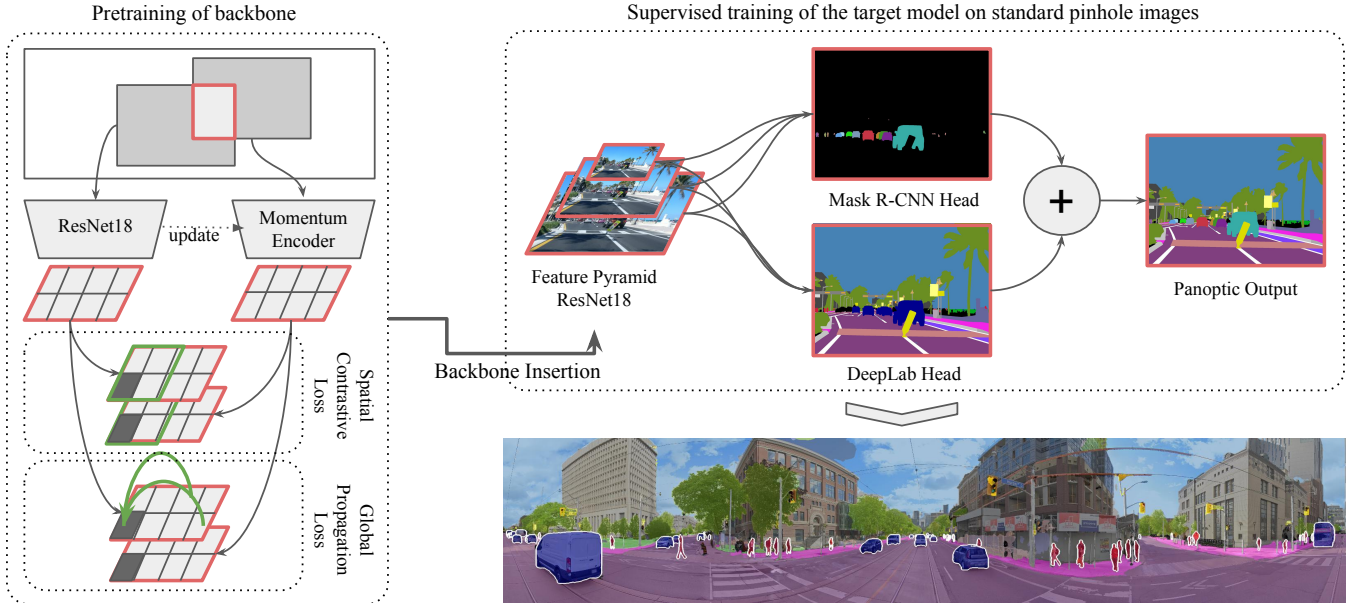 Pretraining of backbone
ResNet18
update
Momentum
Encoder
Spatial
Contrastive
Loss
Global
Propagation
Loss
Backbone Insertion
Supervised training of the target model on standard pinhole images
Feature Pyramid
ResNet18
Mask R-CNN Head
DeepLab Head
+
Panoptic Output